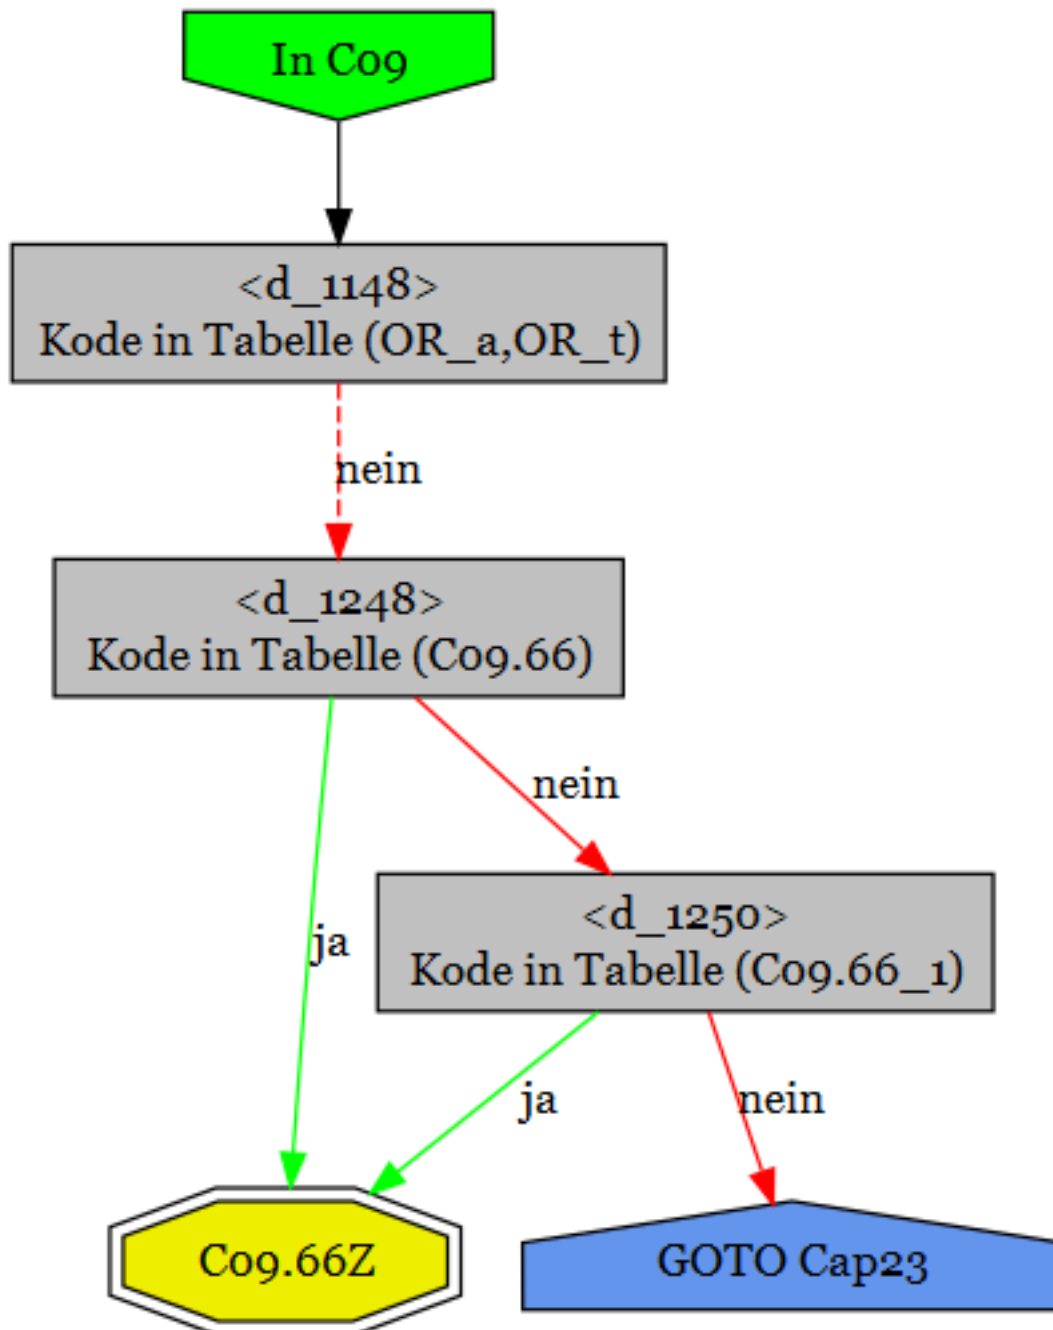 In C09
<d_1148>
Kode in Tabelle (OR_a,OR_t)
nein
<d_1248>
Kode in Tabelle (C09.66)
nein
<d_1250>
ja
Kode in Tabelle (C09.66_1)
ja
nein
C09.66Z
GOTO Cap23